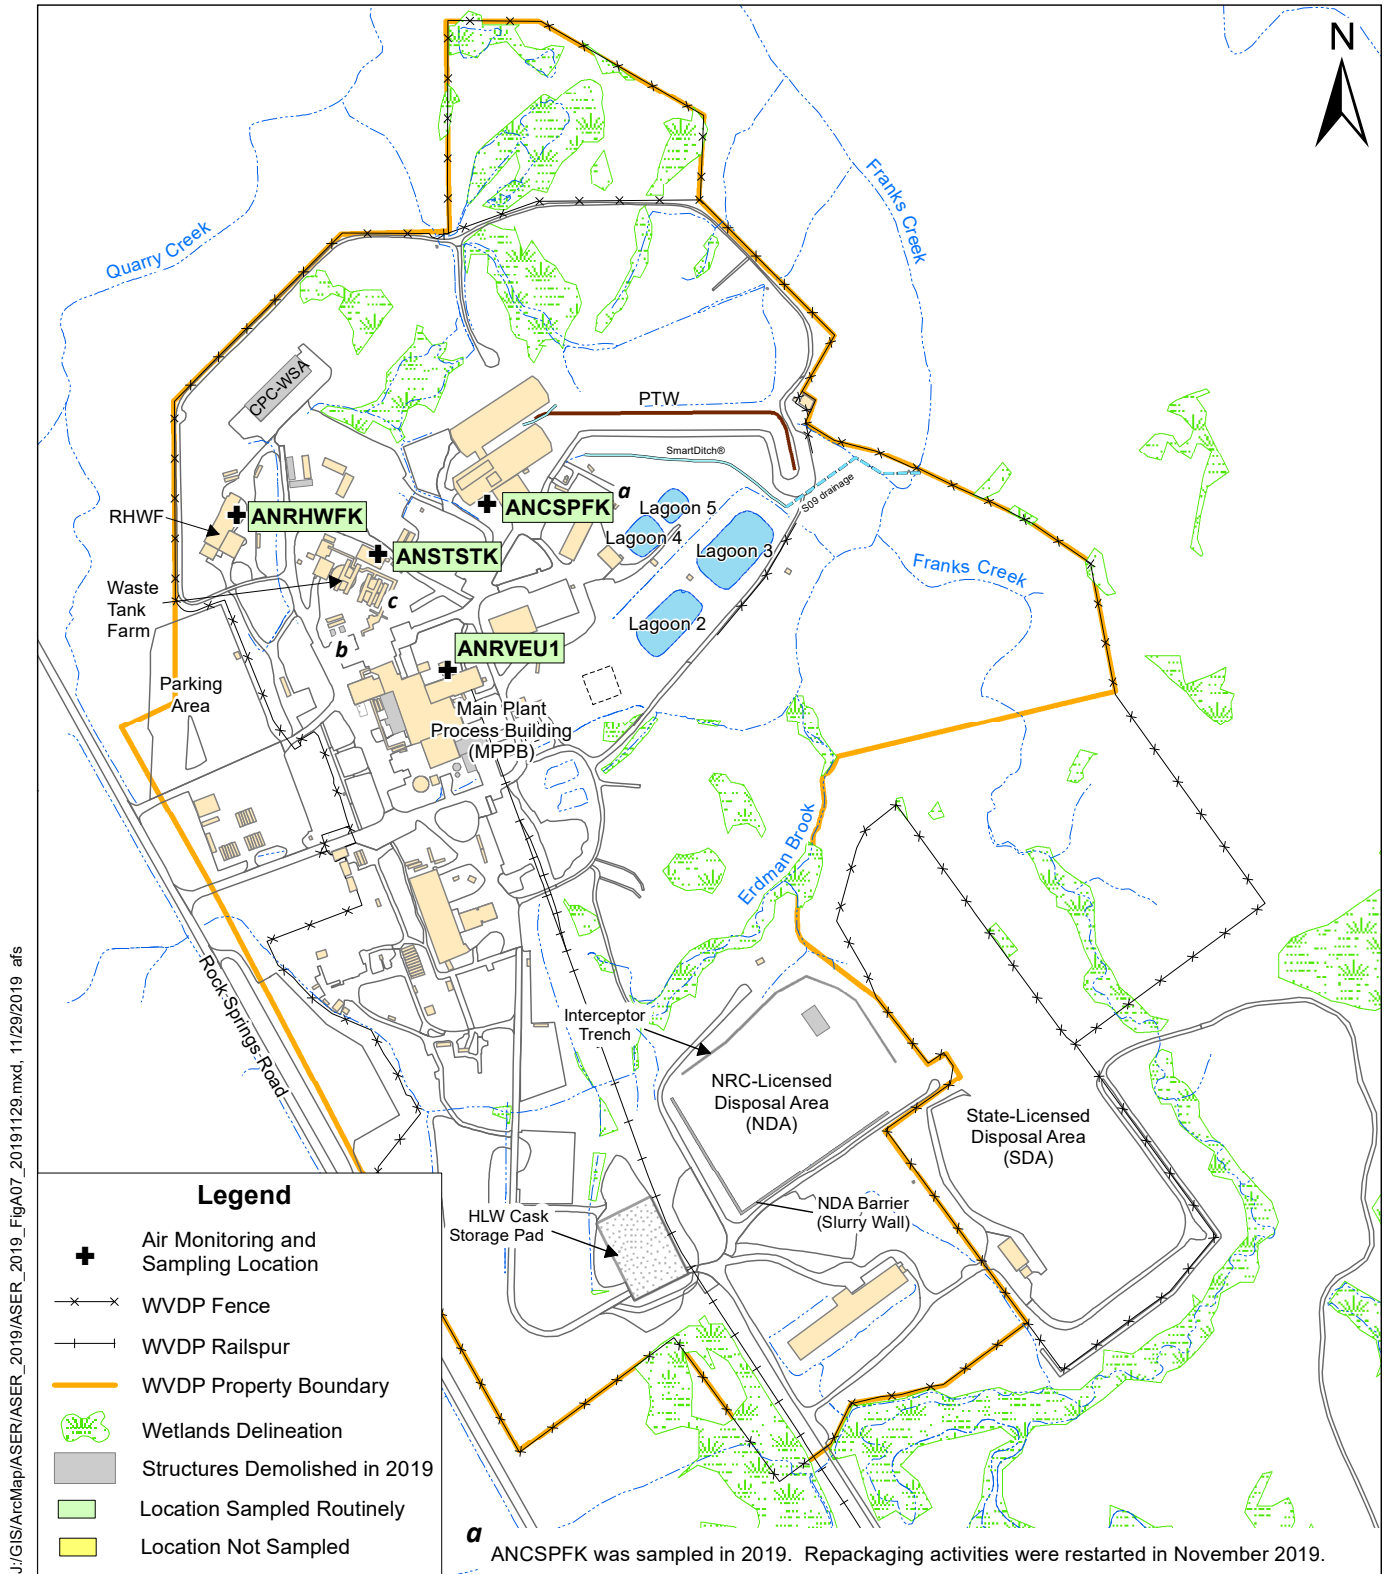 N
Quarry Creek
Franks Creek
CPC-WSA
PTW
SmartDitch®
S09 drainage
a
Lagoon 5
Lagoon 4
Lagoon 3
Lagoon 2
ANCSPFK
RHWF
ANRHWFK
ANSTSTK
Waste
Tank
Farm
c
b
ANRVEU1
Franks Creek
Parking
Area
Main Plant
Process Building
(MPPB)
Erdman Brook
Rock Springs Road
Interceptor
Trench
NRC-Licensed
Disposal Area
(NDA)
State-Licensed
Disposal Area
(SDA)
NDA Barrier
(Slurry Wall)
HLW Cask
Storage Pad
Legend
Air Monitoring and
Sampling Location
WVDP Fence
WVDP Railspur
WVDP Property Boundary
Wetlands Delineation
Structures Demolished in 2019
Location Sampled Routinely
Location Not Sampled
a ANCSPFK was sampled in 2019. Repackaging activities were restarted in November 2019.
J:/GIS/ArcMap/ASER/ASER_2019/ASER_2019_FigA07_20191129.mxd, 11/29/2019 afs